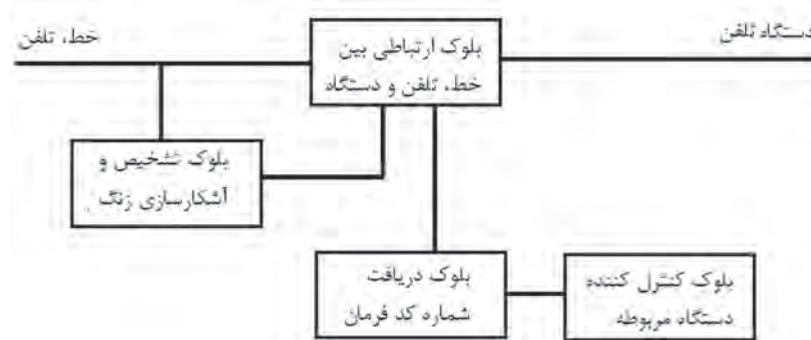 دستگاه تلفن
خط، تلفن
بلوک ارتباطی بین
خط، تلفن و دستگاه
بلوک تشخیص و
آشکارسازی زنگ
بلوک دریافت
شماره کد فرمان
بلوک کنترل کننده
دستگاه مربوطه